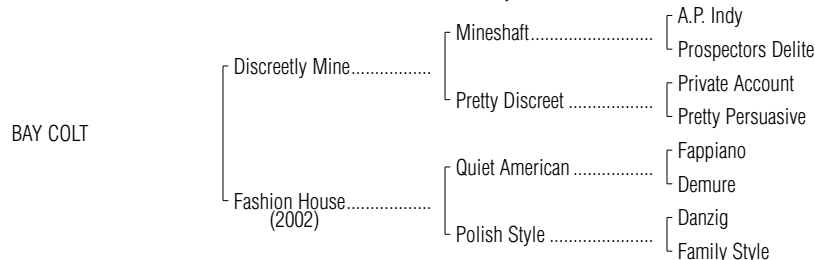 A.P. Indy
Mineshaft..........................
Prospectors Delite
Discreetly Mine.................
Private Account
Pretty Discreet ..................
Pretty Persuasive
BAY COLT
Fappiano
Quiet American .................
Demure
Fashion House..................
(2002)
Danzig
Polish Style ......................
Family Style